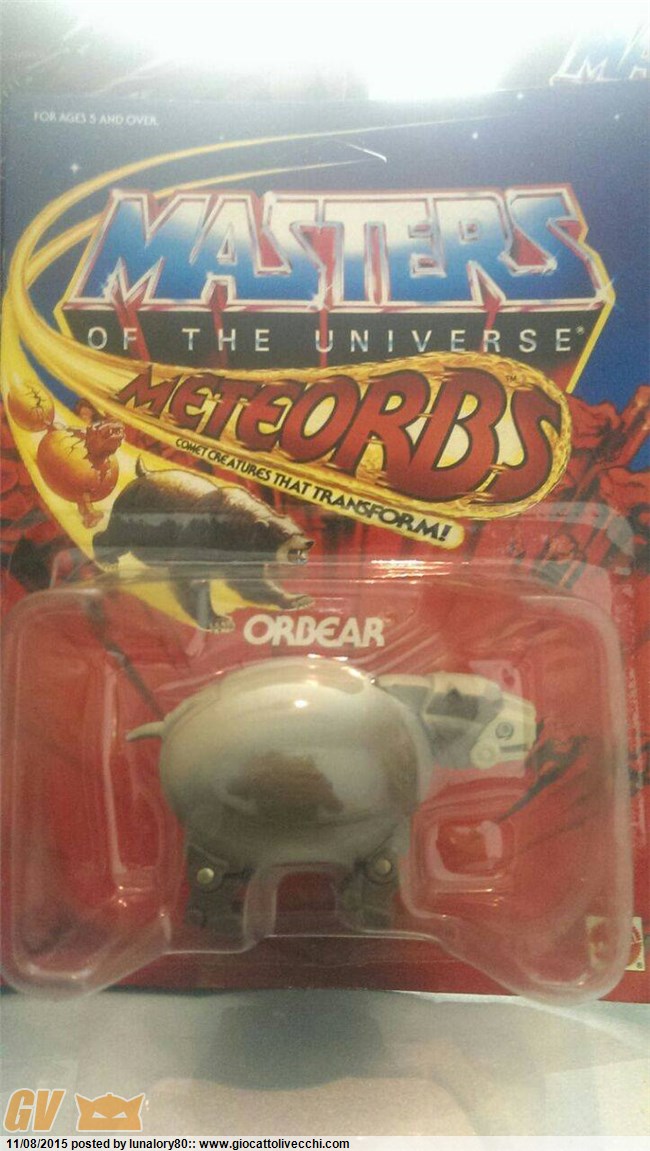 FOR AGES 5 AND OVER.
MASTERS
OF THE UNIVERSE®
METEORBS™
COMET CREATURES THAT TRANSFORM!
ORBEAR
GV
11/08/2015 posted by lunalory80:: www.giocattolivecchi.com